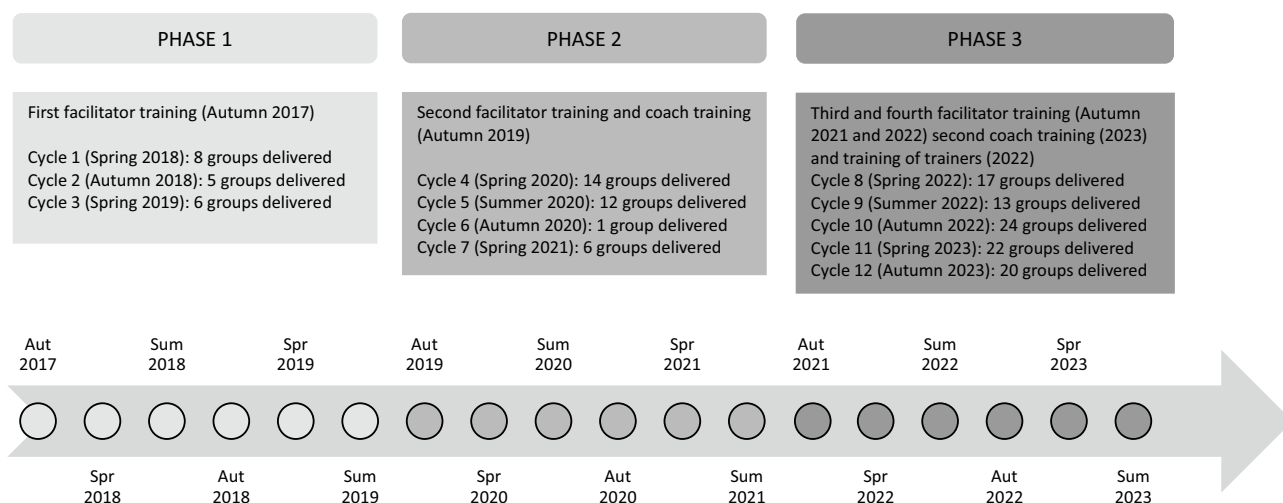 PHASE 1
PHASE 2
PHASE 3
First facilitator training (Autumn 2017)
Cycle 1 (Spring 2018): 8 groups delivered
Cycle 2 (Autumn 2018): 5 groups delivered
Cycle 3 (Spring 2019): 6 groups delivered
Second facilitator training and coach training
(Autumn 2019)
Cycle 4 (Spring 2020): 14 groups delivered
Cycle 5 (Summer 2020): 12 groups delivered
Cycle 6 (Autumn 2020): 1 group delivered
Cycle 7 (Spring 2021): 6 groups delivered
Third and fourth facilitator training (Autumn
2021 and 2022) second coach training (2023)
and training of trainers (2022)
Cycle 8 (Spring 2022): 17 groups delivered
Cycle 9 (Summer 2022): 13 groups delivered
Cycle 10 (Autumn 2022): 24 groups delivered
Cycle 11 (Spring 2023): 22 groups delivered
Cycle 12 (Autumn 2023): 20 groups delivered
Aut
2017
Sum
2018
Spr
2019
Aut
2019
Sum
2020
Spr
2021
Aut
2021
Sum
2022
Spr
2023
Spr
2018
Aut
2018
Sum
2019
Spr
2020
Aut
2020
Sum
2021
Spr
2022
Aut
2022
Sum
2023